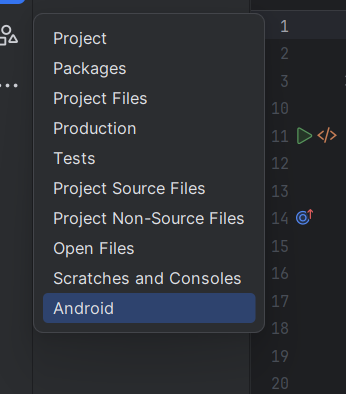 Project
Packages
Project Files
Production
Tests
Project Source Files
Project Non-Source Files
Open Files
Scratches and Consoles
Android
1
2
3
10
11
12
13
14
15
16
17
18
19
20